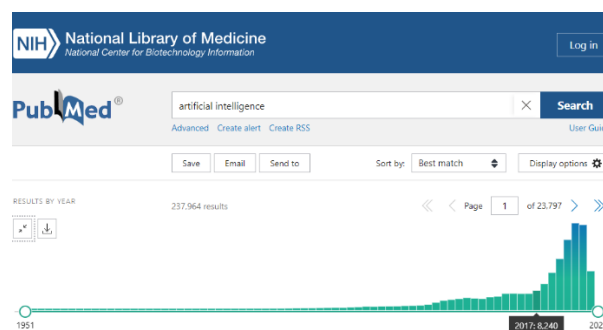 NIH
National Library of Medicine
National Center for Biotechnology Information
Log in
PubMed®
artificial intelligence
Search
Advanced Create alert Create RSS
User Gui
Save Email Send to Sort by: Best match Display options
RESULTS BY YEAR
237.964 results
Page 1 of 23,797
2017: 8,240
1951
202